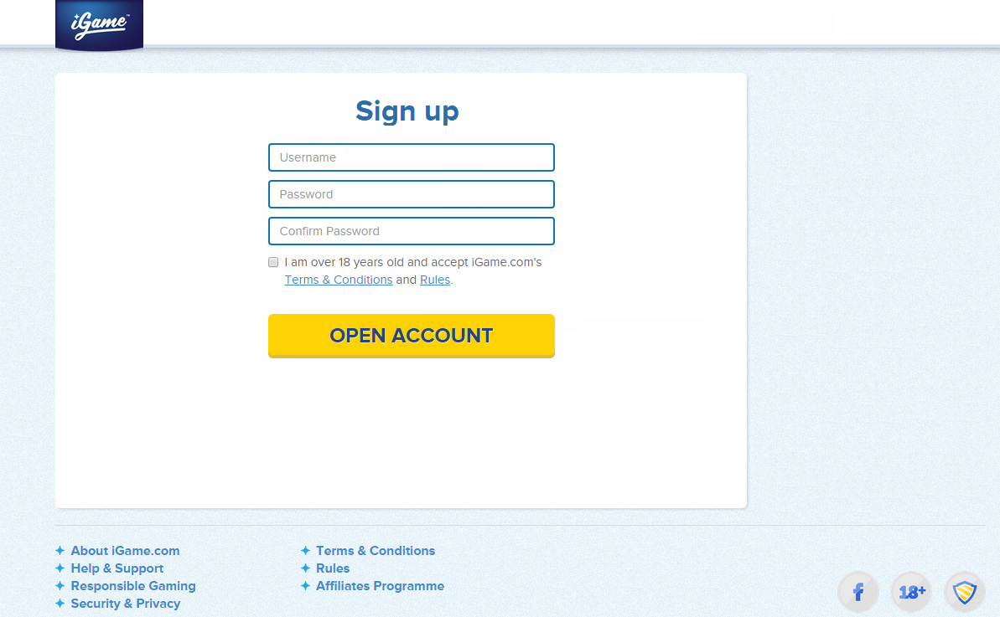 iGame™
Sign up
Username
Password
Confirm Password
I am over 18 years old and accept iGame.com's
Terms & Conditions and Rules.
OPEN ACCOUNT
About iGame.com
Help & Support
Responsible Gaming
Security & Privacy
Terms & Conditions
Rules
Affiliates Programme
f
18+